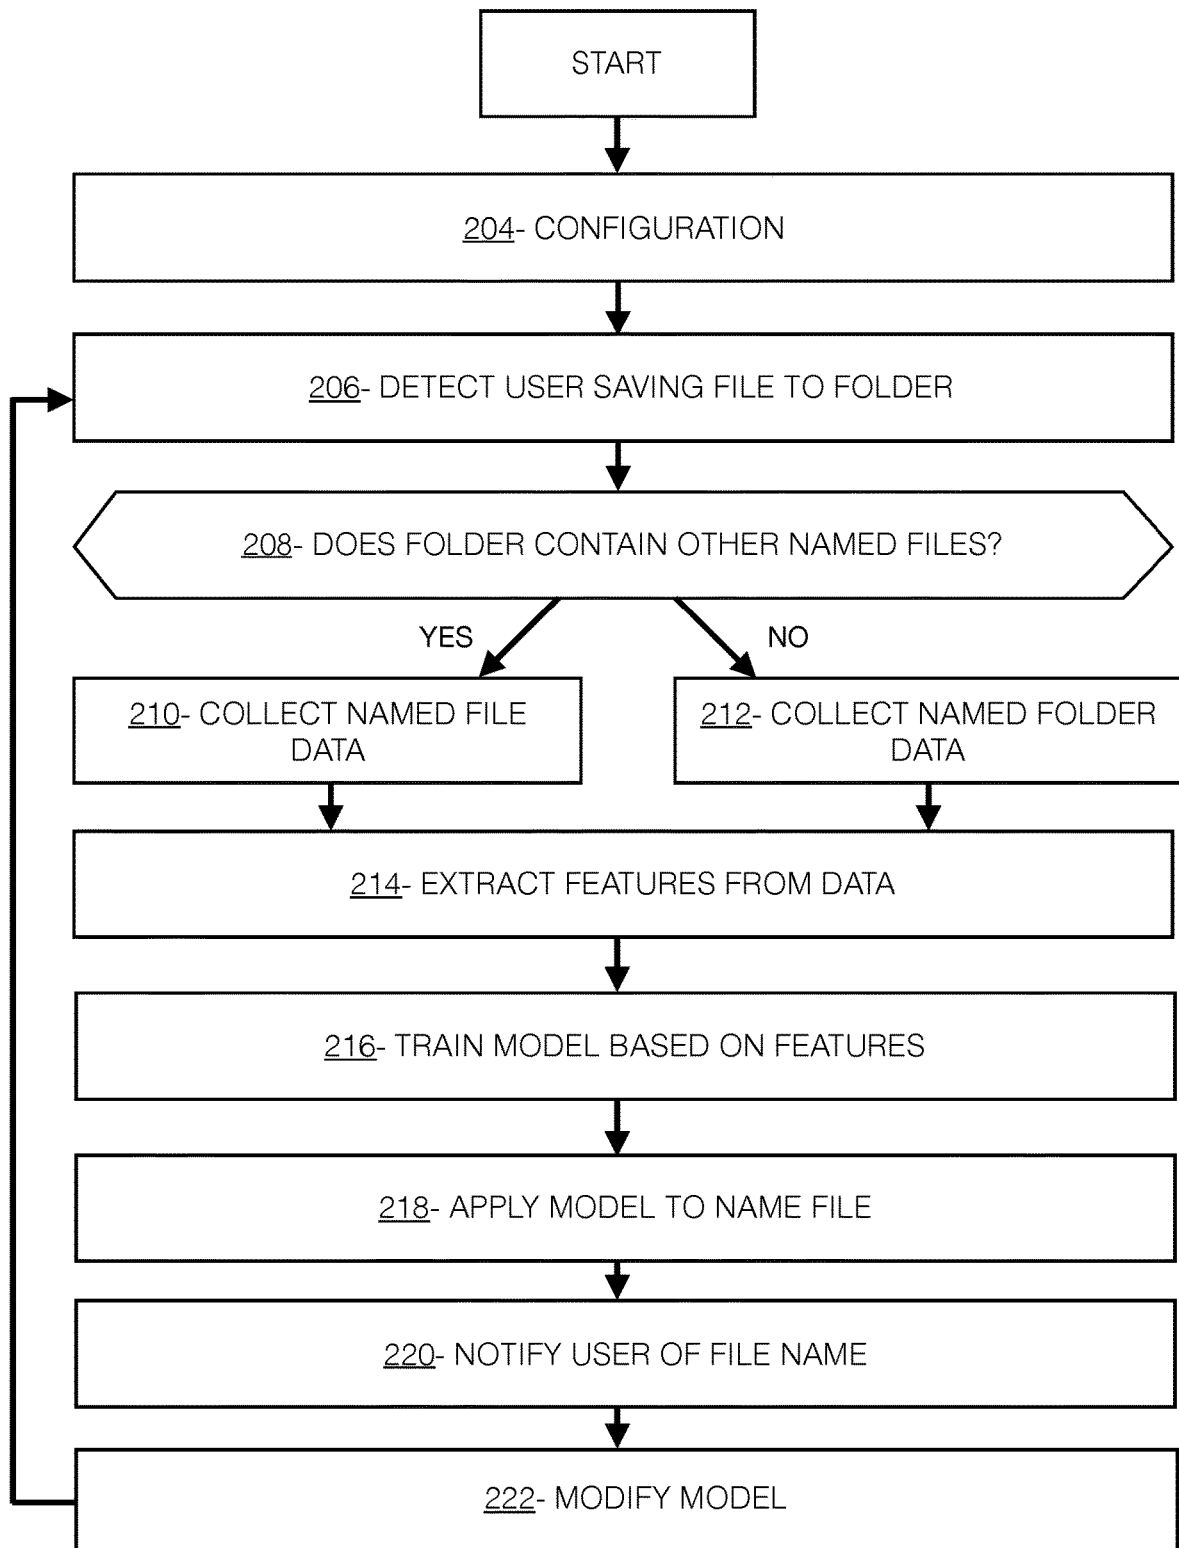 START
204- CONFIGURATION
206- DETECT USER SAVING FILE TO FOLDER
208- DOES FOLDER CONTAIN OTHER NAMED FILES?
YES
NO
210- COLLECT NAMED FILE
DATA
212- COLLECT NAMED FOLDER
DATA
214- EXTRACT FEATURES FROM DATA
216- TRAIN MODEL BASED ON FEATURES
218- APPLY MODEL TO NAME FILE
220- NOTIFY USER OF FILE NAME
222- MODIFY MODEL